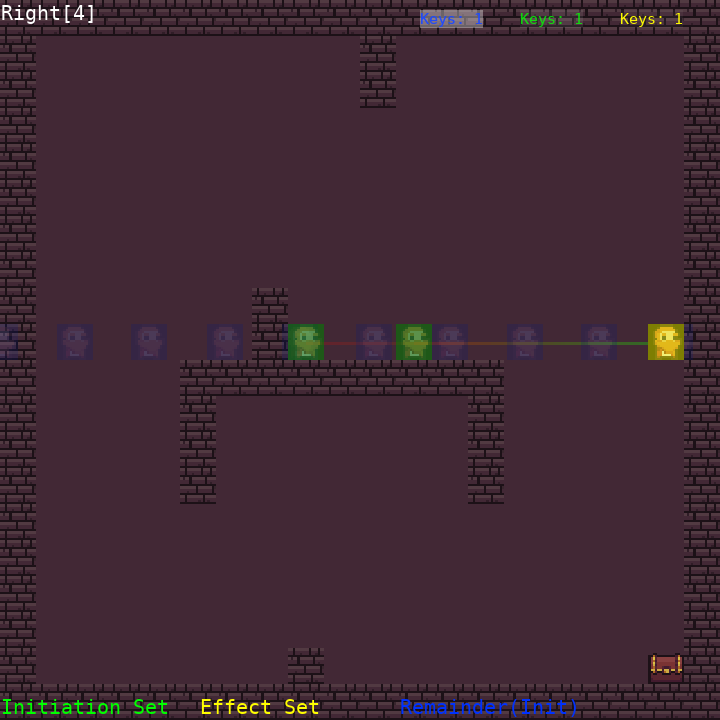 Right[4]
Keys: 1 Keys: 1 Keys: 1
Initiation Set Effect Set Remainder(Init)